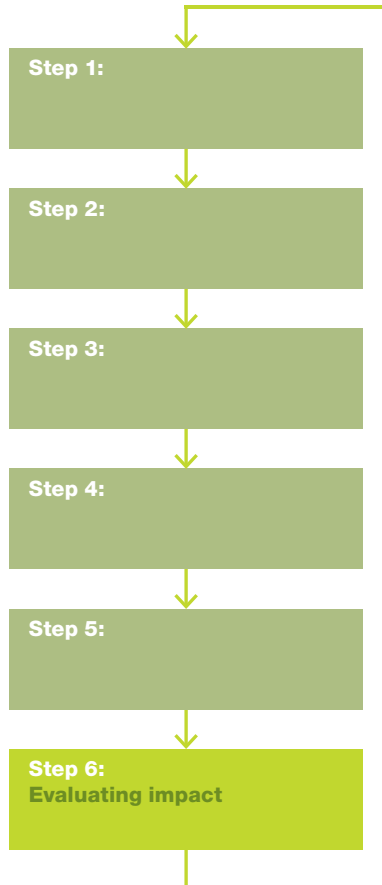 Step 1:
Step 2:
Step 3:
Step 4:
Step 5:
Step 6:
Evaluating impact